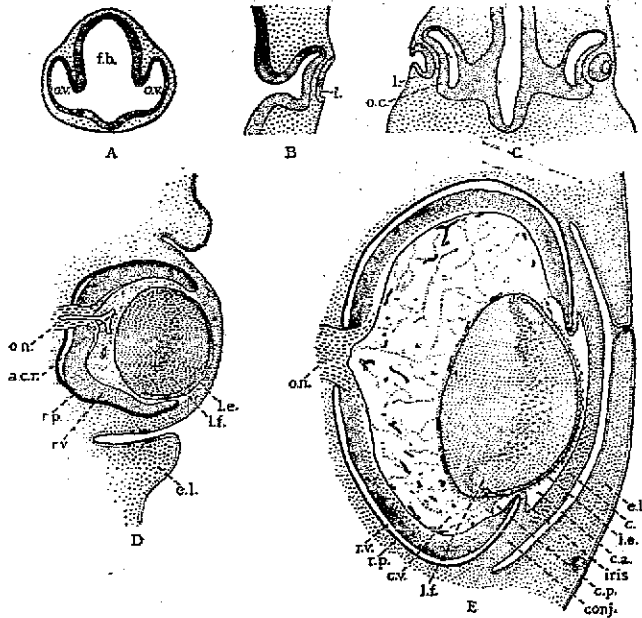 f.b.
o.v.
o.v.
A
l.
B
l.
o.c.
C
o.n.
a.c.r.
r.p.
r.v.
l.e.
l.f.
e.l.
D
o.n.
r.v.
r.p.
c.v.
l.f.
E
e.l.
c.
l.e.
c.a.
iris
c.p.
conj.